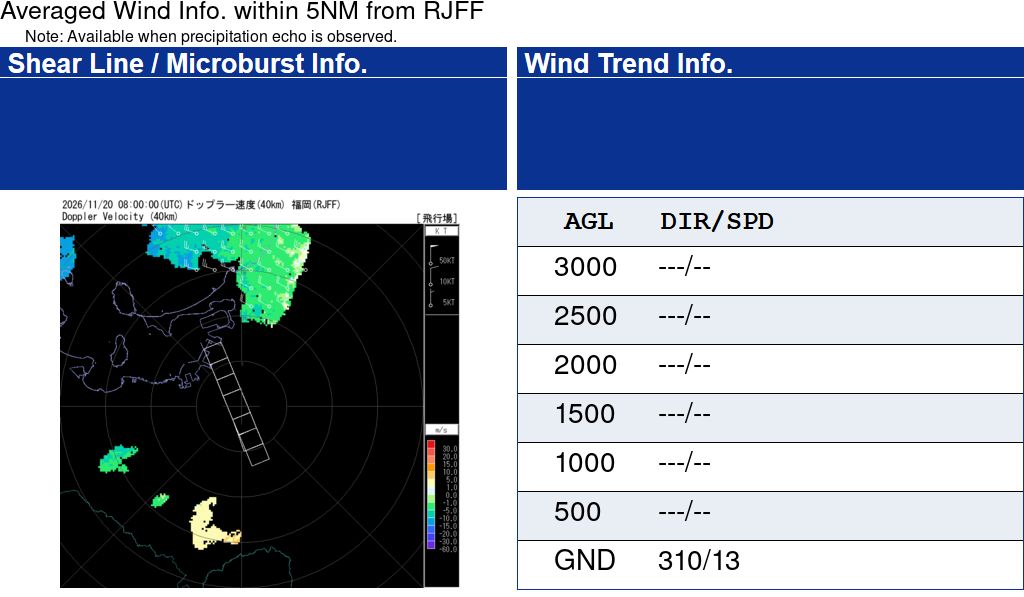 Averaged Wind Info. within 5NM from RJFF
Note: Available when precipitation echo is observed.
Shear Line / Microburst Info.
Wind Trend Info.
2026/11/20 08:00:00(UTC) ドップラー速度(40km) 福岡(RJFF)
Doppler Velocity (40km)
[飛行場]
K T
50KT
10KT
5KT
m/s
30.0
20.0
15.0
10.0
5.0
1.0
0.0
-1.0
-5.0
-10.0
-15.0
-20.0
-30.0
-60.0
AGL DIR/SPD
3000 ---/--
2500 ---/--
2000 ---/--
1500 ---/--
1000 ---/--
500 ---/--
GND 310/13